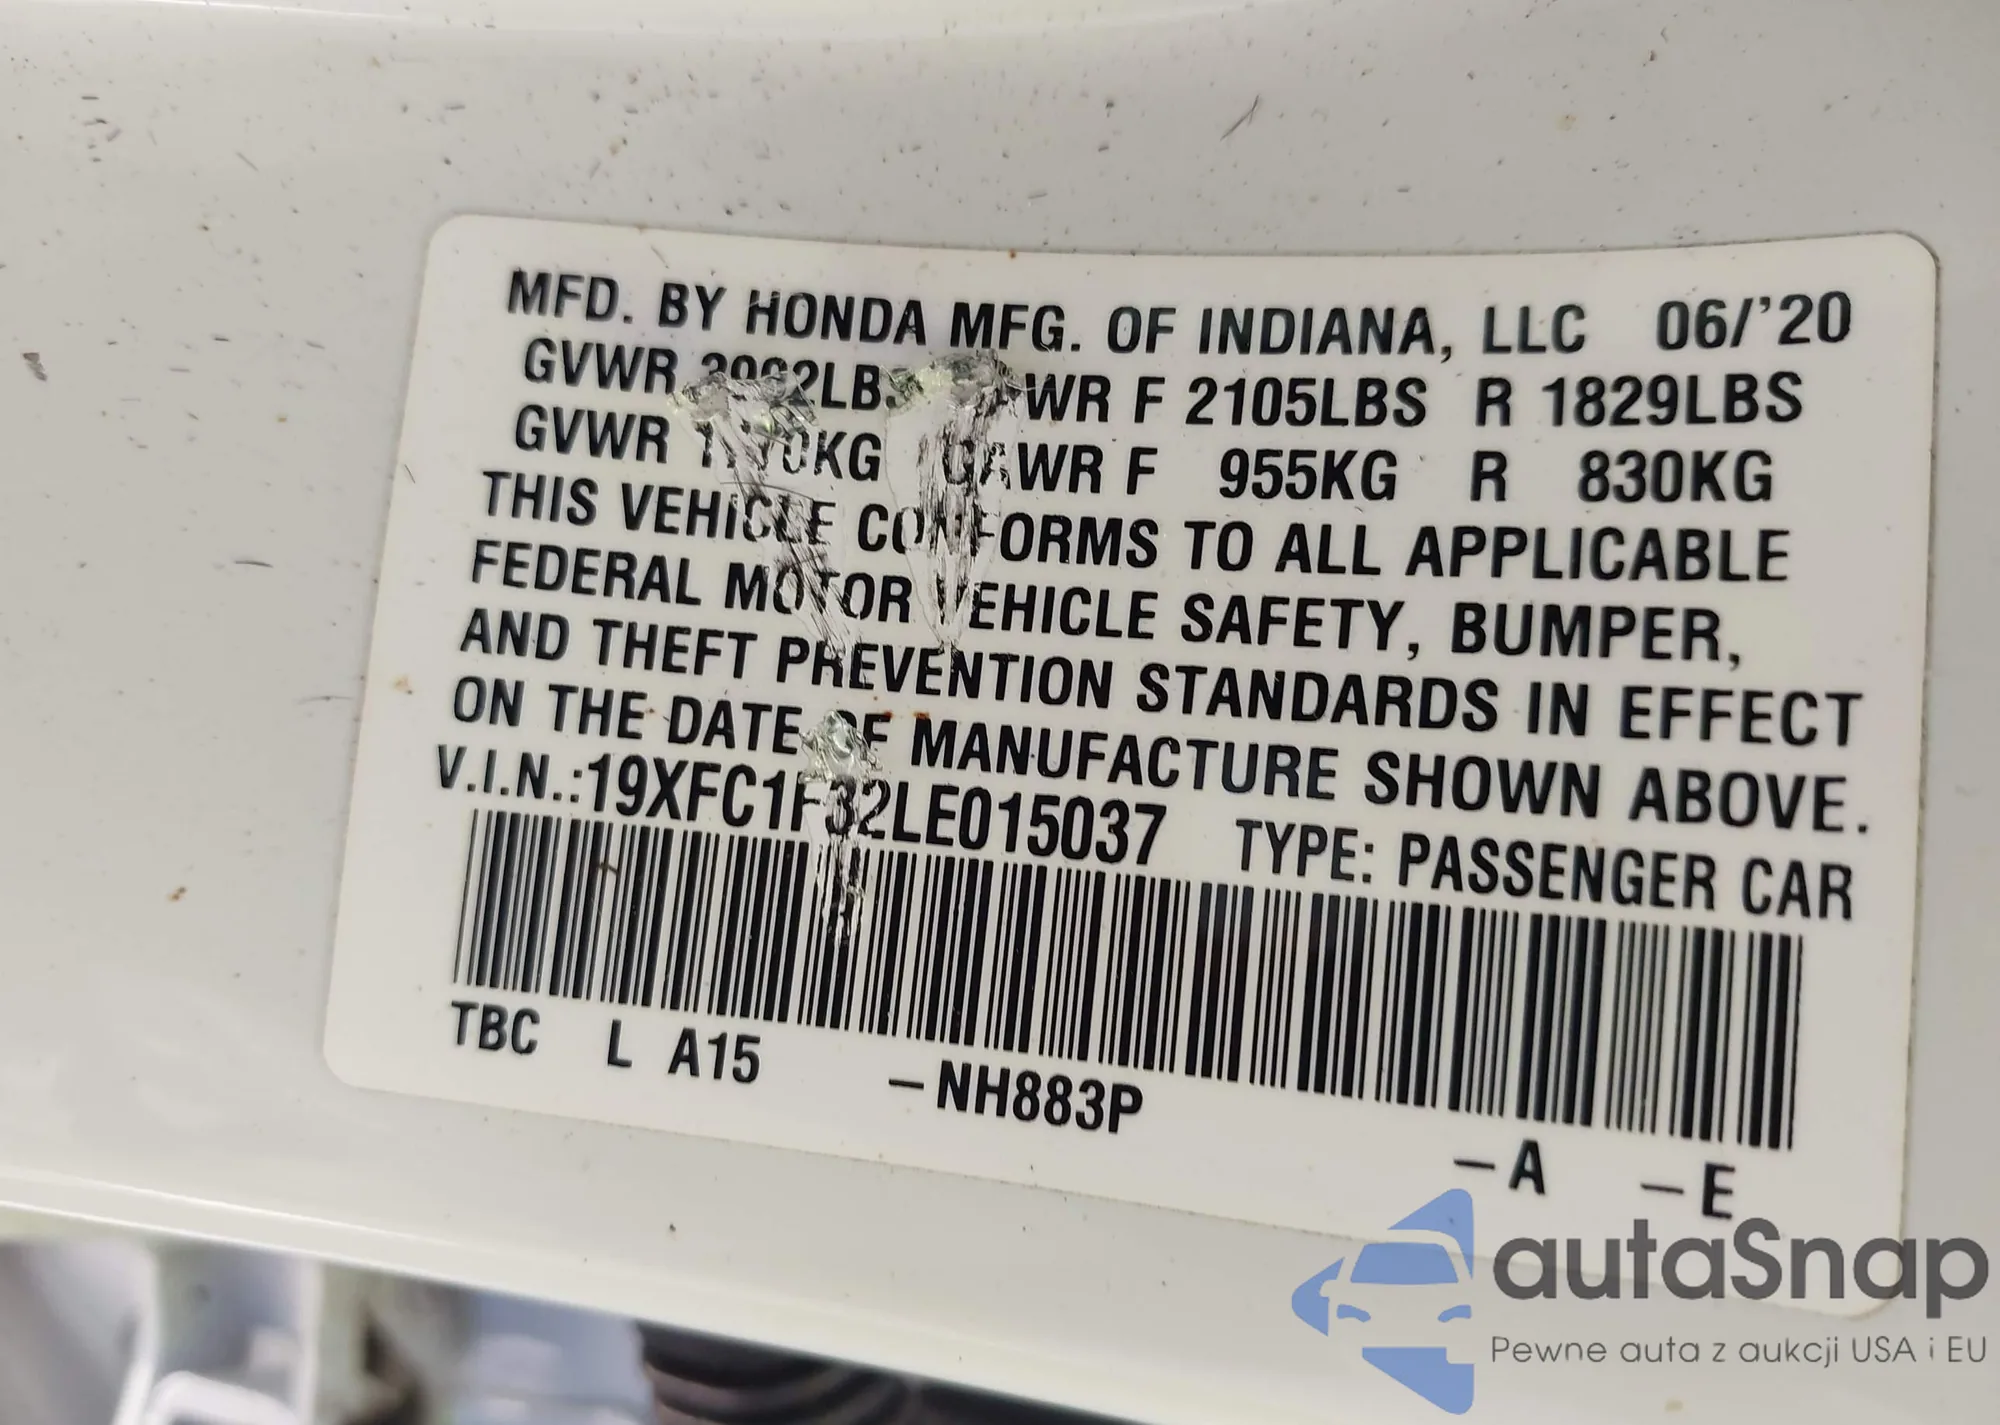 MFD. BY HONDA MFG. OF INDIANA, LLC 06/'20
GVWR WR F 2105LBS R 1829LBS
GVWR GAWR F 955KG R 830KG
THIS VEHICLE CONFORMS TO ALL APPLICABLE
FEDERAL MOTOR VEHICLE SAFETY, BUMPER,
AND THEFT PREVENTION STANDARDS IN EFFECT
ON THE DATE OF MANUFACTURE SHOWN ABOVE.
V.I.N.:19XFC1F32LE015037 TYPE: PASSENGER CAR
TBC L A15 -NH883P -A -E
autaSnap
Pewne auta z aukcji USA i EU